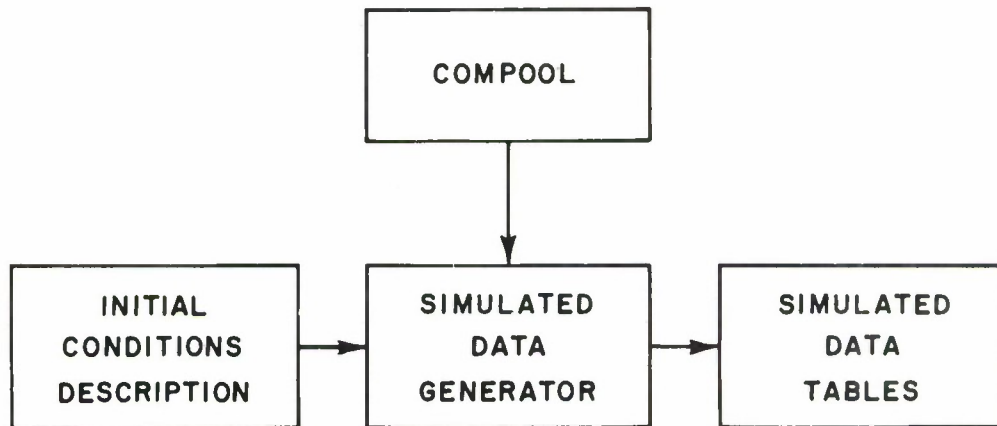 COMPOOL
INITIAL
CONDITIONS
DESCRIPTION
SIMULATED
DATA
GENERATOR
SIMULATED
DATA
TABLES